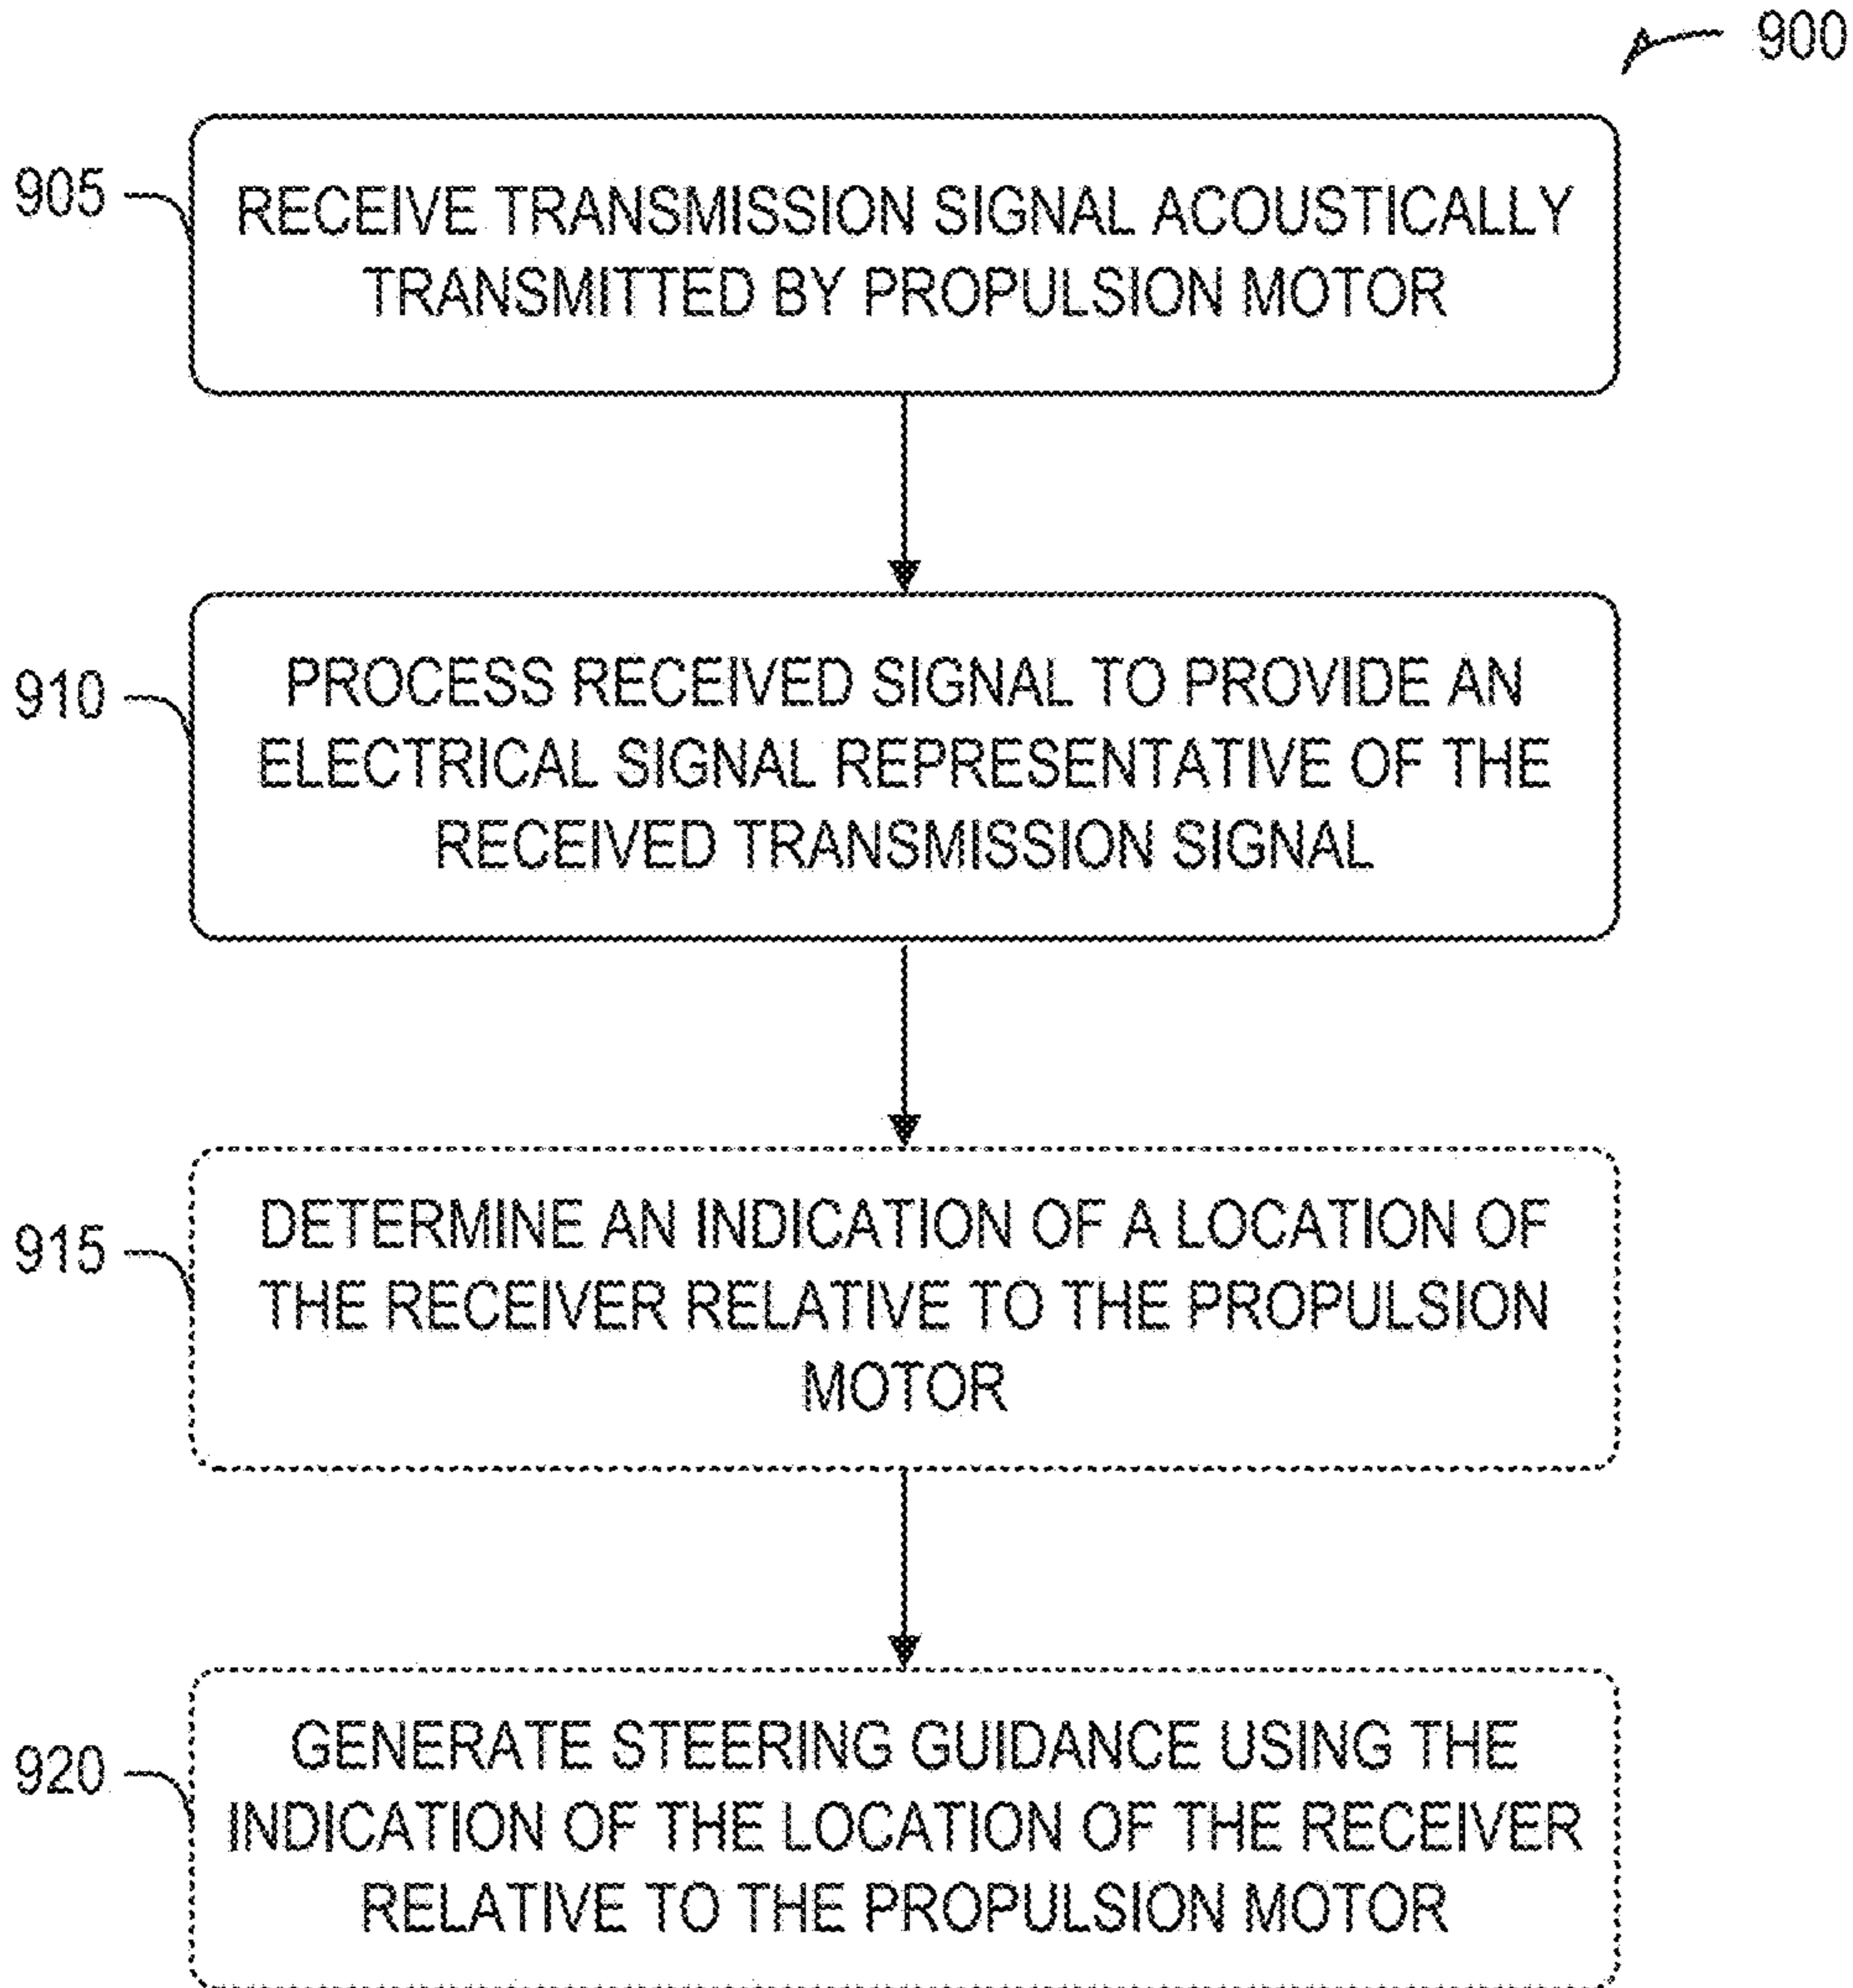 900
905
RECEIVE TRANSMISSION SIGNAL ACOUSTICALLY
TRANSMITTED BY PROPULSION MOTOR
910
PROCESS RECEIVED SIGNAL TO PROVIDE AN
ELECTRICAL SIGNAL REPRESENTATIVE OF THE
RECEIVED TRANSMISSION SIGNAL
915
DETERMINE AN INDICATION OF A LOCATION OF
THE RECEIVER RELATIVE TO THE PROPULSION
MOTOR
920
GENERATE STEERING GUIDANCE USING THE
INDICATION OF THE LOCATION OF THE RECEIVER
RELATIVE TO THE PROPULSION MOTOR